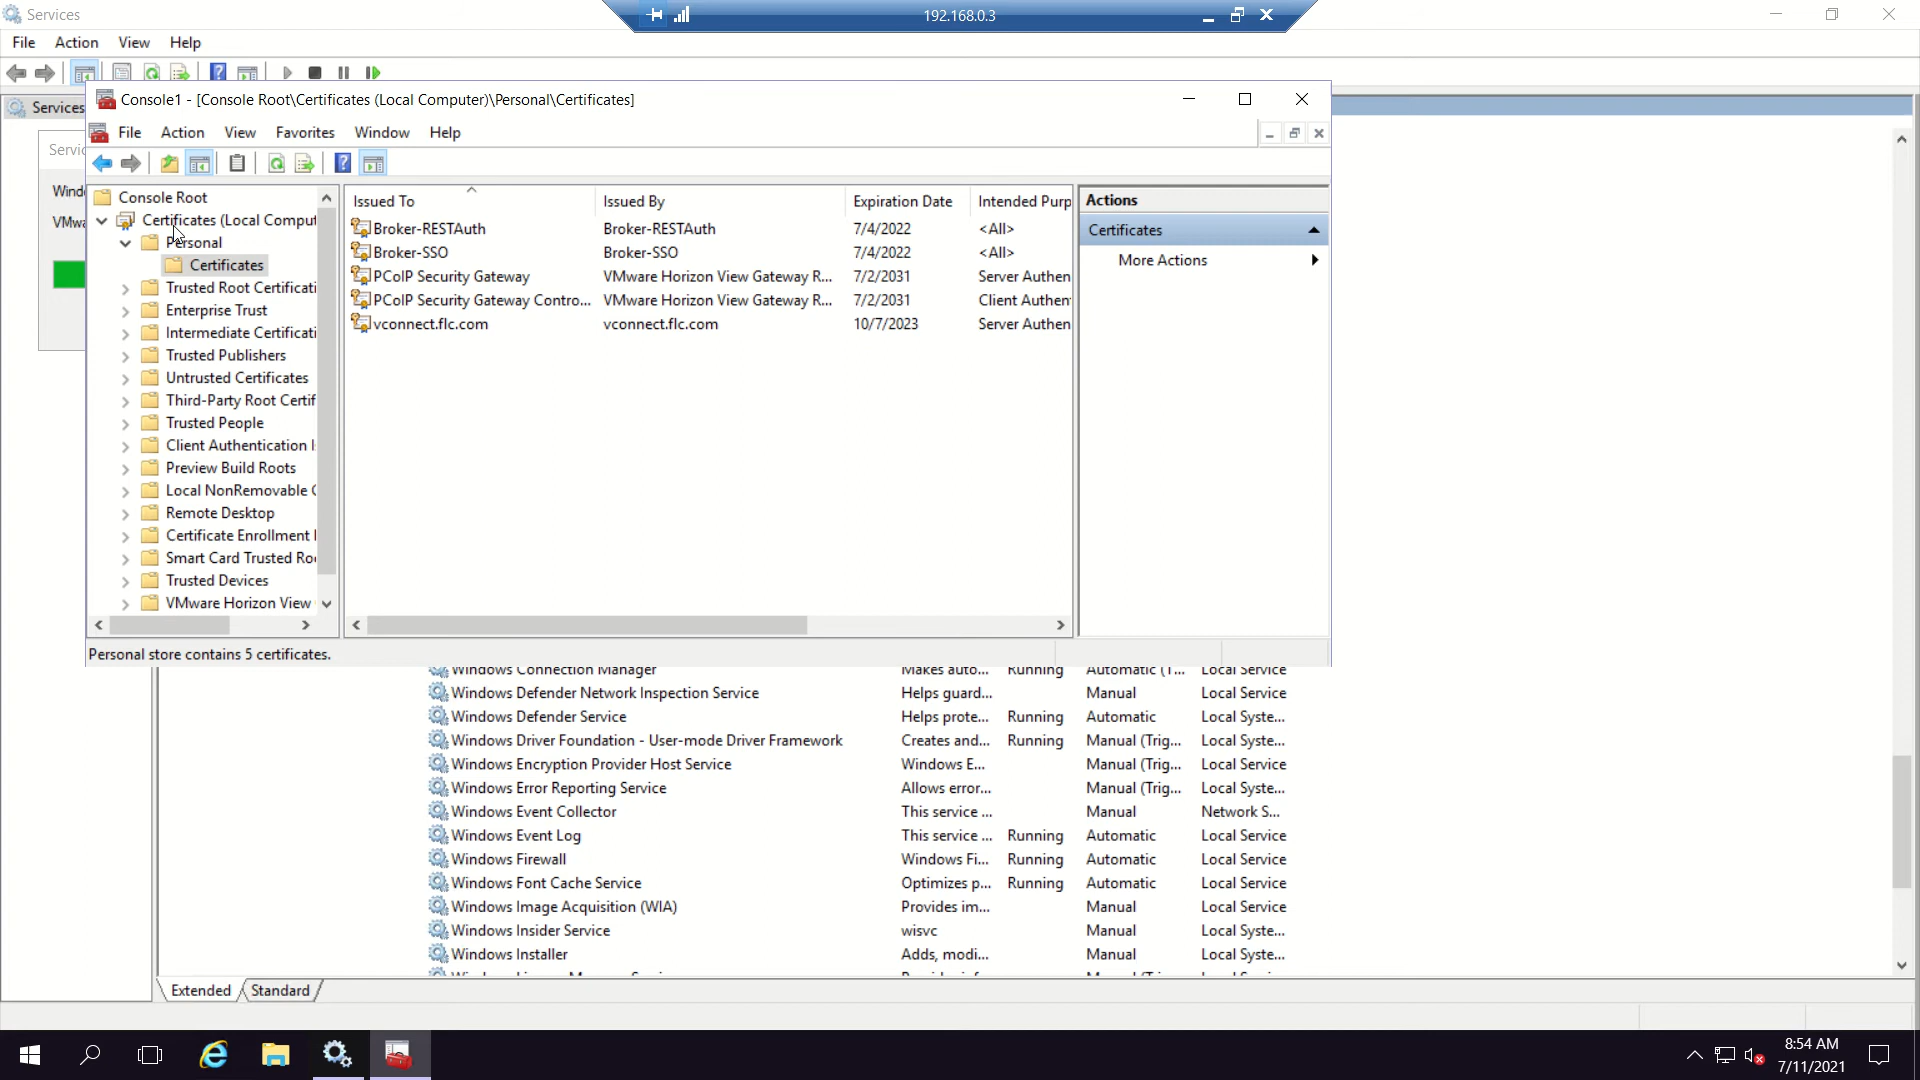 Services
192.168.0.3
File Action View Help
Services
Console1 - [Console Root\Certificates (Local Computer)\Personal\Certificates]
File Action View Favorites Window Help
Console Root
Certificates (Local Comput
Personal
Certificates
Trusted Root Certificati
Enterprise Trust
Intermediate Certificati
Trusted Publishers
Untrusted Certificates
Third-Party Root Certif
Trusted People
Client Authentication I
Preview Build Roots
Local NonRemovable C
Remote Desktop
Certificate Enrollment
Smart Card Trusted Roo
Trusted Devices
VMware Horizon View
Issued To Issued By Expiration Date Intended Purp
Broker-RESTAuth Broker-RESTAuth 7/4/2022 <All>
Broker-SSO Broker-SSO 7/4/2022 <All>
PCoIP Security Gateway VMware Horizon View Gateway R... 7/2/2031 Server Authen
PCoIP Security Gateway Contro... VMware Horizon View Gateway R... 7/2/2031 Client Authen
vconnect.flc.com vconnect.flc.com 10/7/2023 Server Authen
Actions
Certificates
More Actions
Servic
Wind
VMwa
Personal store contains 5 certificates.
Windows Connection Manager Makes auto... Running Automatic (T... Local Service
Windows Defender Network Inspection Service Helps guard... Manual Local Service
Windows Defender Service Helps prote... Running Automatic Local Syste...
Windows Driver Foundation - User-mode Driver Framework Creates and... Running Manual (Trig... Local Syste...
Windows Encryption Provider Host Service Windows E... Manual (Trig... Local Service
Windows Error Reporting Service Allows error... Manual (Trig... Local Syste...
Windows Event Collector This service ... Manual Network S...
Windows Event Log This service ... Running Automatic Local Service
Windows Firewall Windows Fi... Running Automatic Local Service
Windows Font Cache Service Optimizes p... Running Automatic Local Service
Windows Image Acquisition (WIA) Provides im... Manual Local Service
Windows Insider Service wisvc Manual Local Syste...
Windows Installer Adds, modi... Manual Local Syste...
Extended Standard
8:54 AM
7/11/2021